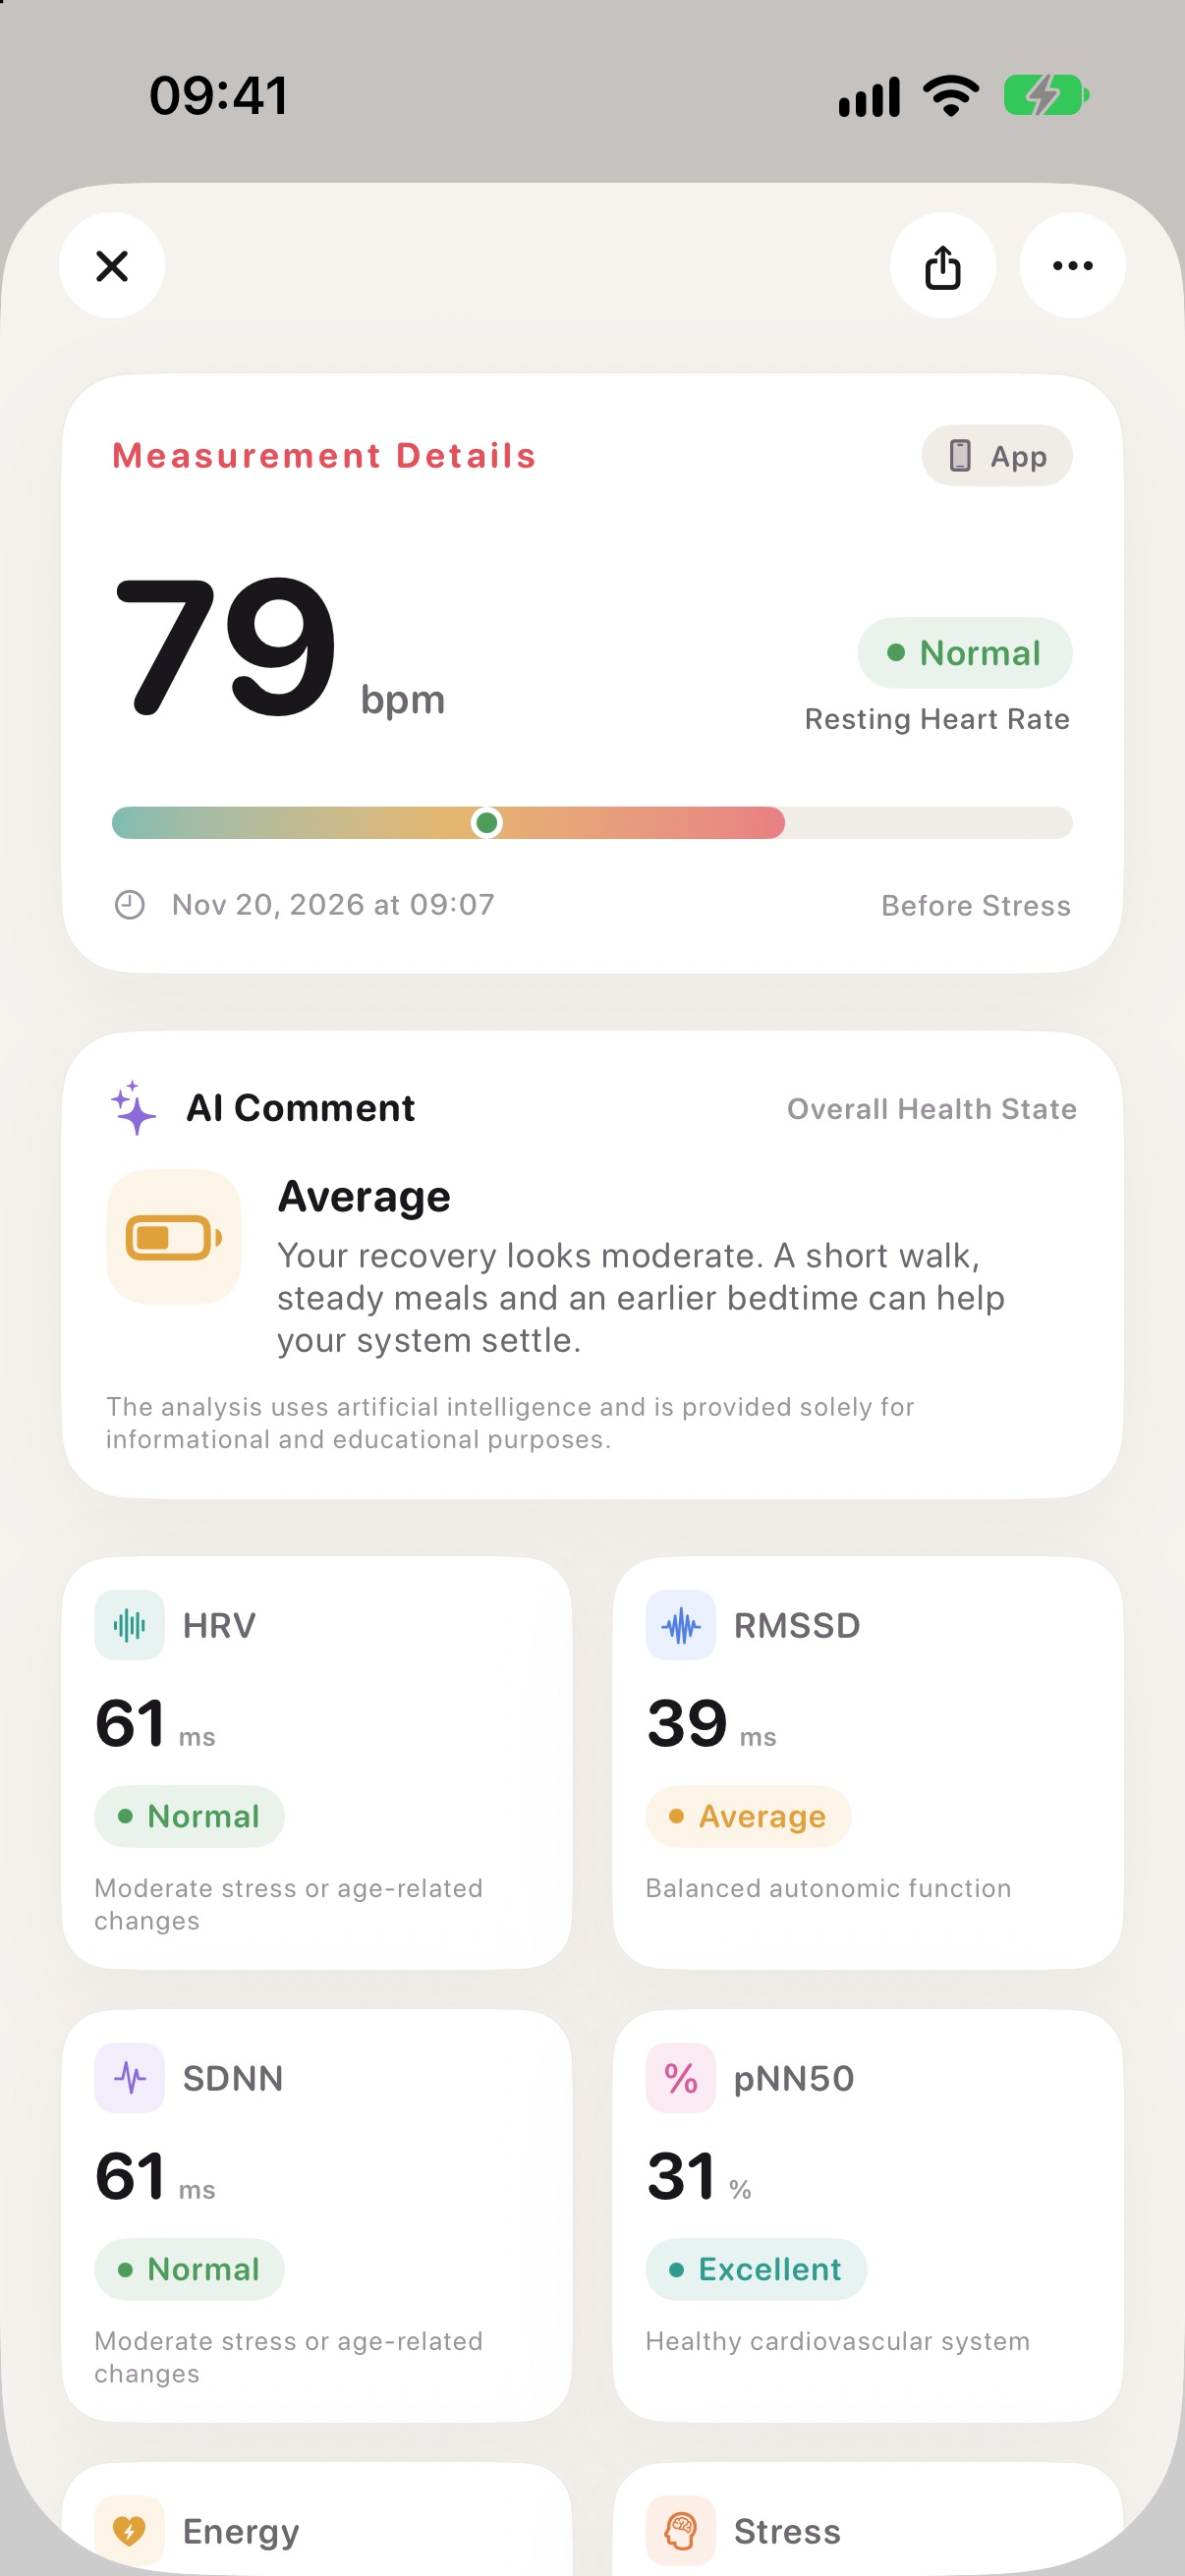 09:41
Measurement Details
App
79 bpm
Normal
Resting Heart Rate
Nov 20, 2026 at 09:07
Before Stress
AI Comment
Overall Health State
Average
Your recovery looks moderate. A short walk,
steady meals and an earlier bedtime can help
your system settle.
The analysis uses artificial intelligence and is provided solely for
informational and educational purposes.
HRV
61 ms
Normal
Moderate stress or age-related
changes
RMSSD
39 ms
Average
Balanced autonomic function
SDNN
61 ms
Normal
Moderate stress or age-related
changes
%
pNN50
31 %
Excellent
Healthy cardiovascular system
Energy
Stress